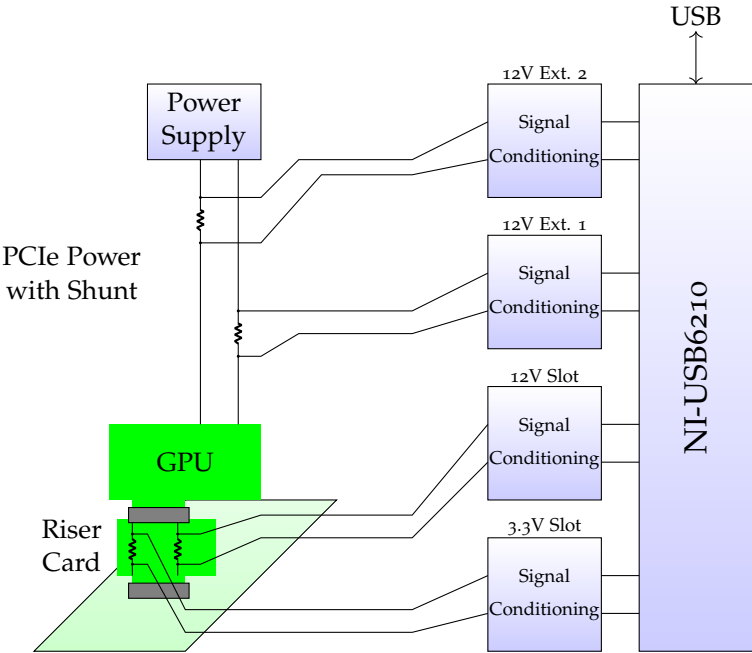 USB
12V Ext. 2
Power
Supply
Signal
Conditioning
12V Ext. 1
PCIe Power
with Shunt
Signal
Conditioning
NI-USB6210
12V Slot
GPU
Signal
Conditioning
Riser
Card
3.3V Slot
Signal
Conditioning